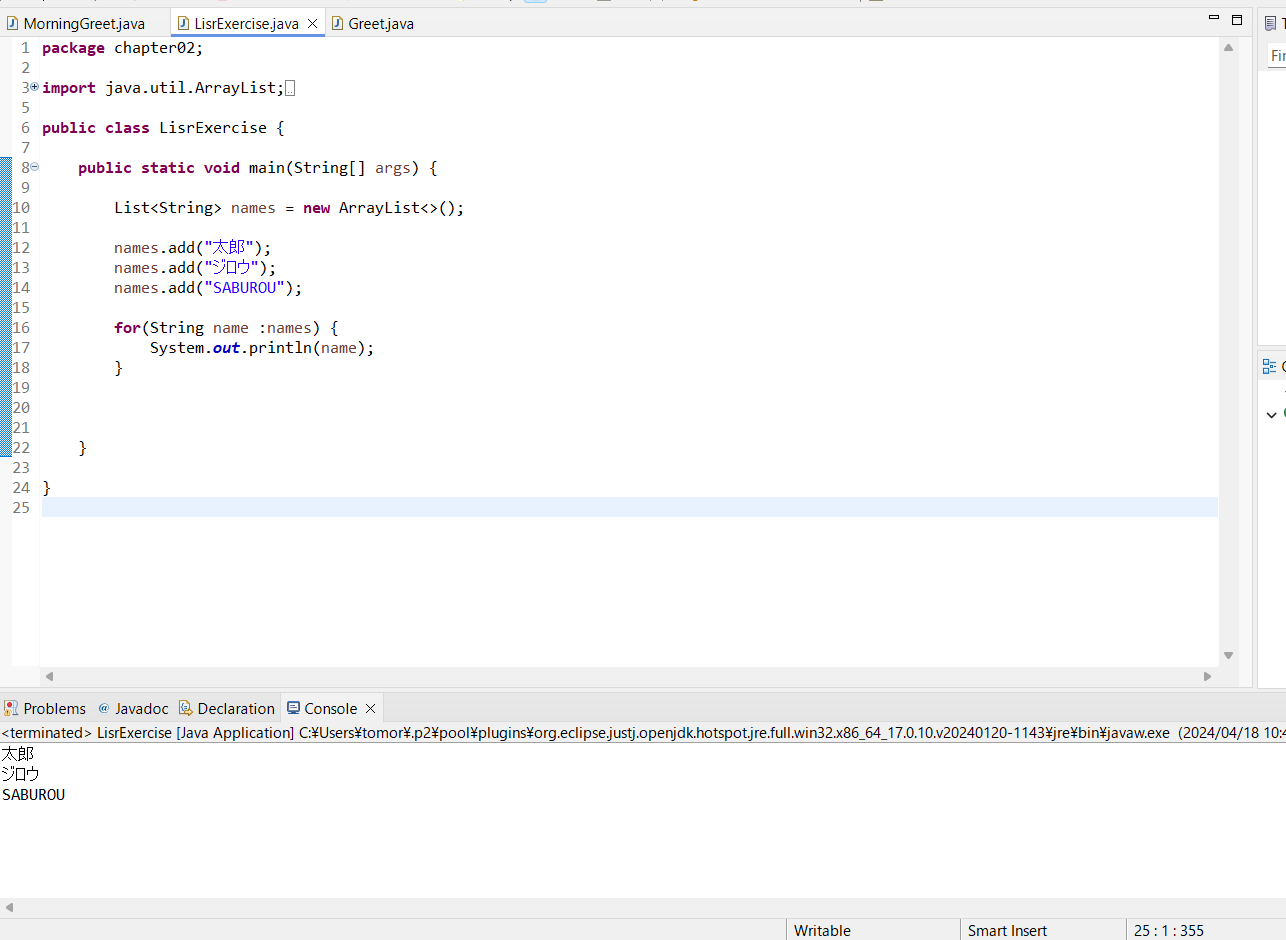 MorningGreet.java LisrExercise.java Greet.java
1 package chapter02;
2
3 import java.util.ArrayList;
5
6 public class LisrExercise {
7
8 public static void main(String[] args) {
9
10 List<String> names = new ArrayList<>();
11
12 names.add("太郎");
13 names.add("ジロウ");
14 names.add("SABUROU");
15
16 for(String name :names) {
17 System.out.println(name);
18 }
19
20
21
22 }
23
24 }
25
Problems Javadoc Declaration Console
<terminated> LisrExercise [Java Application] C:¥Users¥tomor¥.p2¥pool¥plugins¥org.eclipse.justj.openjdk.hotspot.jre.full.win32.x86_64_17.0.10.v20240120-1143¥jre¥bin¥javaw.exe (2024/04/18 10:4
太郎
ジロウ
SABUROU
Writable Smart Insert 25 : 1 : 355